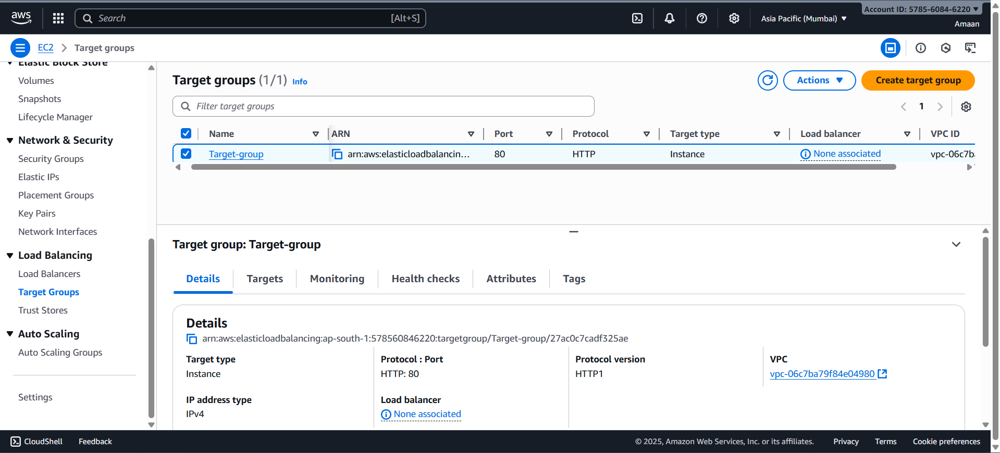 aws
Search [Alt+S]
Asia Pacific (Mumbai)
Account ID: 5785-6084-6220
Amaan
EC2 > Target groups
Elastic Block Store
Volumes
Snapshots
Lifecycle Manager
Network & Security
Security Groups
Elastic IPs
Placement Groups
Key Pairs
Network Interfaces
Load Balancing
Load Balancers
Target Groups
Trust Stores
Auto Scaling
Auto Scaling Groups
Settings
Target groups (1/1) Info
Actions
Create target group
Filter target groups
1
Name ARN Port Protocol Target type Load balancer VPC ID
Target-group arn:aws:elasticloadbalancin... 80 HTTP Instance None associated vpc-06c7ba
Target group: Target-group
Details Targets Monitoring Health checks Attributes Tags
Details
arn:aws:elasticloadbalancing:ap-south-1:578560846220:targetgroup/Target-group/27ac0c7cadf325ae
Target type
Instance
Protocol : Port
HTTP: 80
Protocol version
HTTP1
VPC
vpc-06c7ba79f84e04980
IP address type
IPv4
Load balancer
None associated
CloudShell Feedback © 2025, Amazon Web Services, Inc. or its affiliates. Privacy Terms Cookie preferences